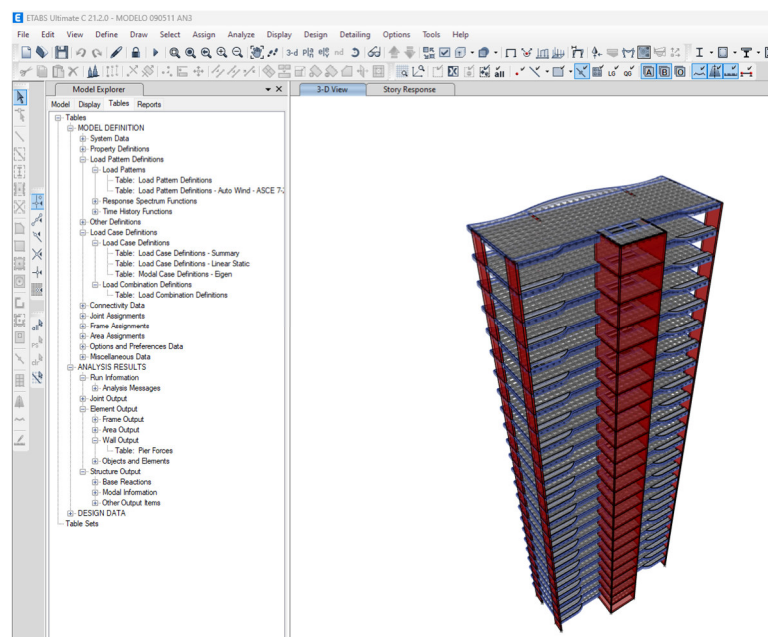 ETABS Ultimate C 21.2.0 - MODELO 090511 AN3
File Edit View Define Draw Select Assign Analyze Display Design Detailing Options Tools Help
3-d
nd
all
LG
Model Explorer
3-D View
Story Response
Model Display Tables Reports
Tables
MODEL DEFINITION
System Data
Property Definitions
Load Pattern Definitions
Load Patterns
Table: Load Pattern Definitions
Table: Load Pattern Definitions - Auto Wind - ASCE 7-
Response Spectrum Functions
Time History Functions
Other Definitions
Load Case Definitions
Load Case Definitions
Table: Load Case Definitions - Summary
Table: Load Case Definitions - Linear Static
Table: Modal Case Definitions - Eigen
Load Combination Definitions
Table: Load Combination Definitions
Connectivity Data
Joint Assignments
Frame Assignments
Area Assignments
Options and Preferences Data
Miscellaneous Data
ANALYSIS RESULTS
Run Information
Analysis Messages
Joint Output
Element Output
Frame Output
Area Output
Wall Output
Table: Pier Forces
Objects and Elements
Structure Output
Base Reactions
Modal Information
Other Output Items
DESIGN DATA
Table Sets